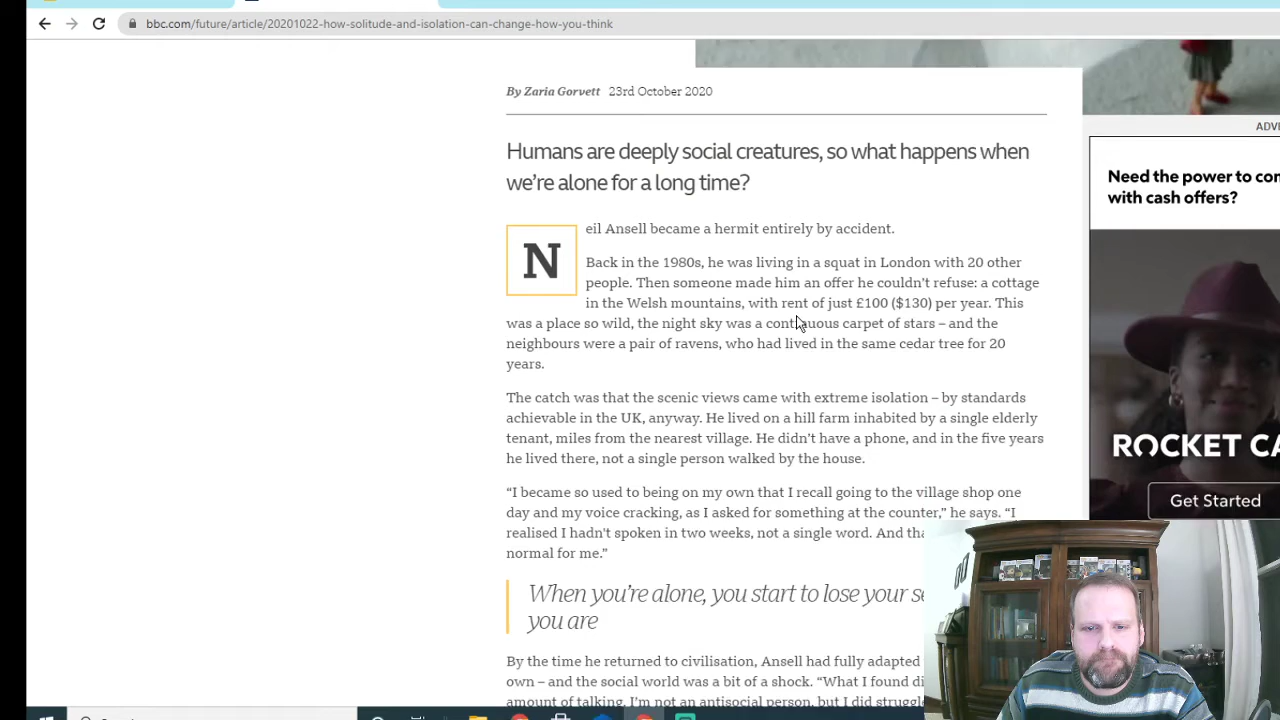 bbc.com/future/article/20201022-how-solitude-and-isolation-can-change-how-you-think
By Zaria Gorvett 23rd October 2020
ADV
Humans are deeply social creatures, so what happens when
we're alone for a long time?
Need the power to com
with cash offers?
N
eil Ansell became a hermit entirely by accident.
Back in the 1980s, he was living in a squat in London with 20 other
people. Then someone made him an offer he couldn't refuse: a cottage
in the Welsh mountains, with rent of just £100 ($130) per year. This
was a place so wild, the night sky was a continuous carpet of stars – and the
neighbours were a pair of ravens, who had lived in the same cedar tree for 20
years.
The catch was that the scenic views came with extreme isolation – by standards
achievable in the UK, anyway. He lived on a hill farm inhabited by a single elderly
tenant, miles from the nearest village. He didn't have a phone, and in the five years
he lived there, not a single person walked by the house.
ROCKET CA
Get Started
“I became so used to being on my own that I recall going to the village shop one
day and my voice cracking, as I asked for something at the counter,” he says. “I
realised I hadn't spoken in two weeks, not a single word. And tha
normal for me.”
When you're alone, you start to lose your se
you are
By the time he returned to civilisation, Ansell had fully adapted
own – and the social world was a bit of a shock. “What I found di
amount of talking. I'm not an antisocial person, but I did struggle